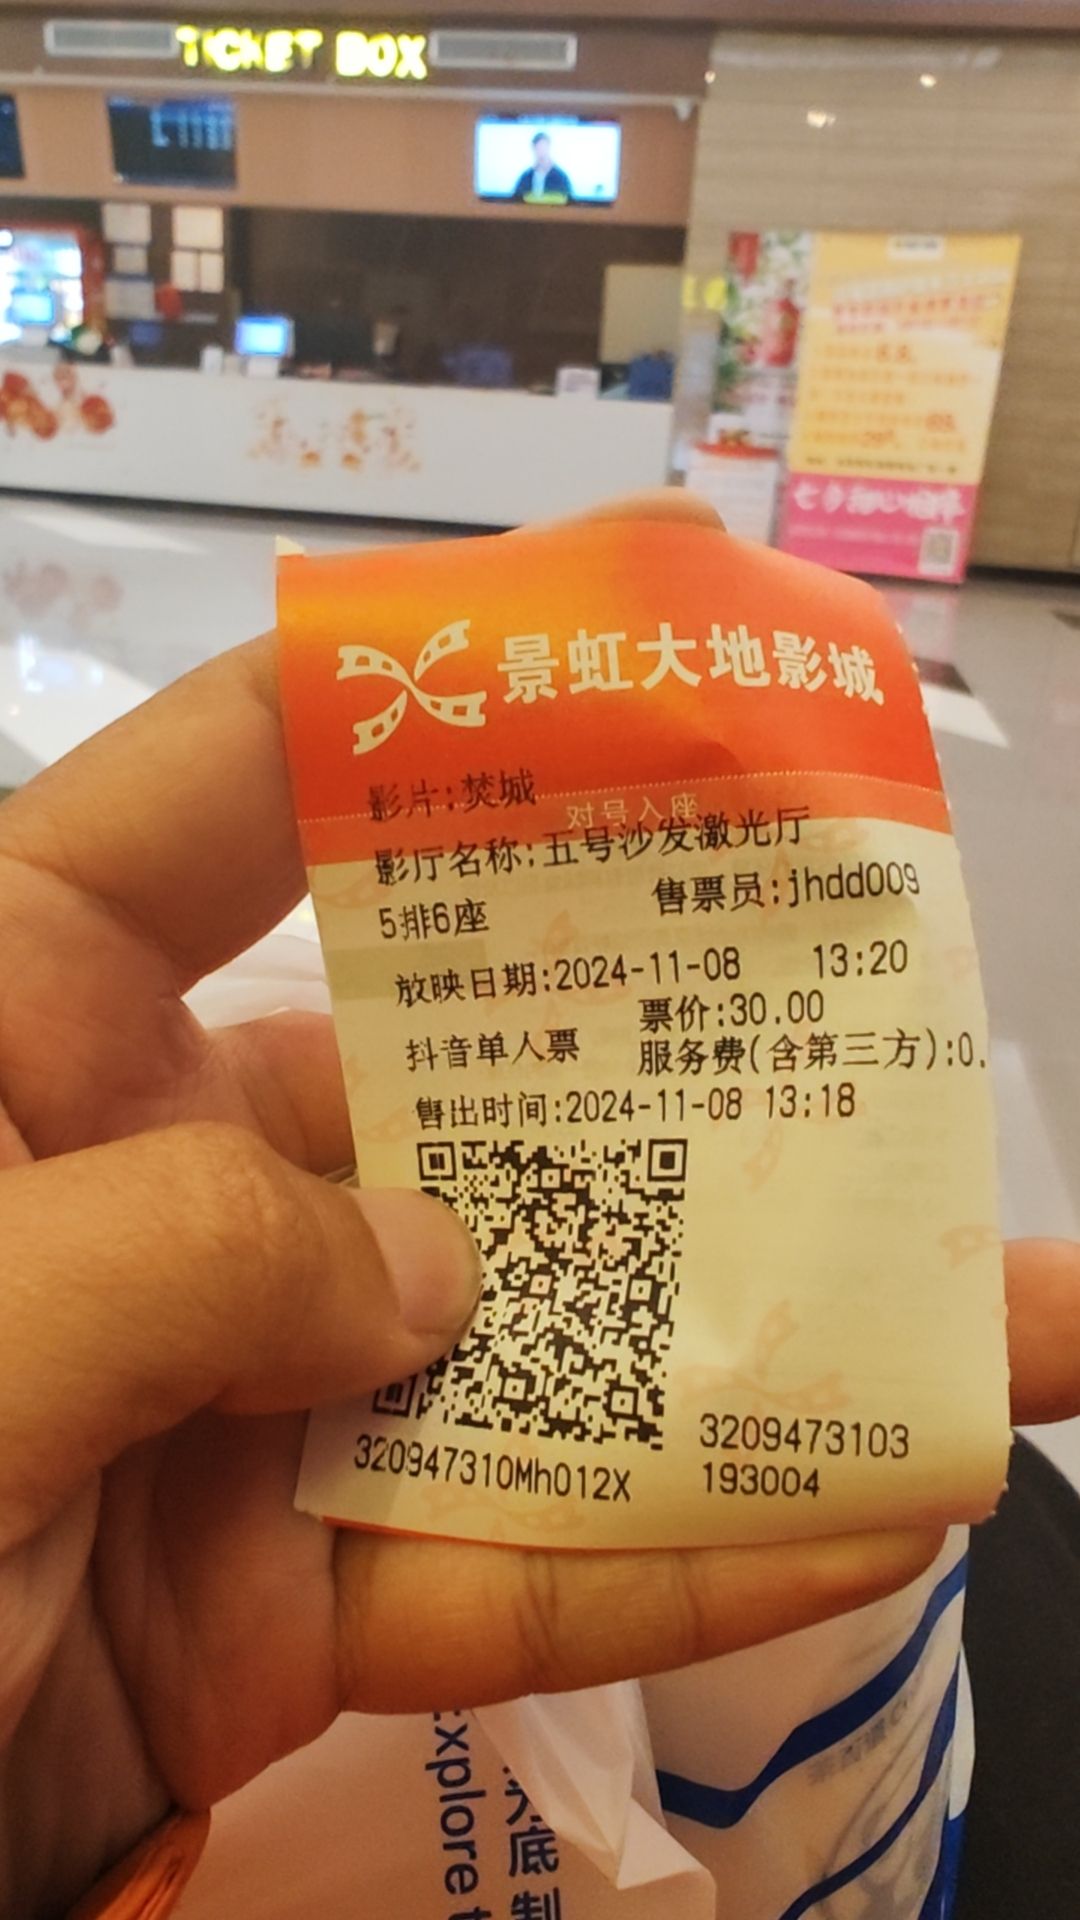 TICKET BOX
景虹大地影城
影片:焚城
对号入座
影厅名称:五号沙发激光厅
5排6座 售票员:jhdd009
放映日期:2024-11-08 13:20
票价:30.00
抖音单人票 服务费(含第三方):0.
售出时间:2024-11-08 13:18
3209473103
320947310Mh012X 193004
Explore
底制